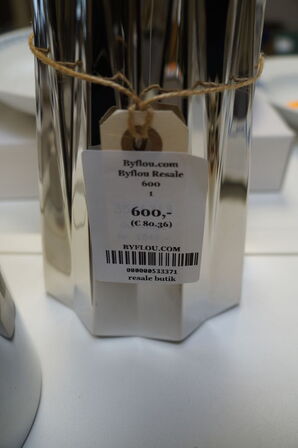 Byflou.com
Byflou Resale
600
1
600,-
(€ 80.36)
BYFLOU.COM
000000533371
resale butik